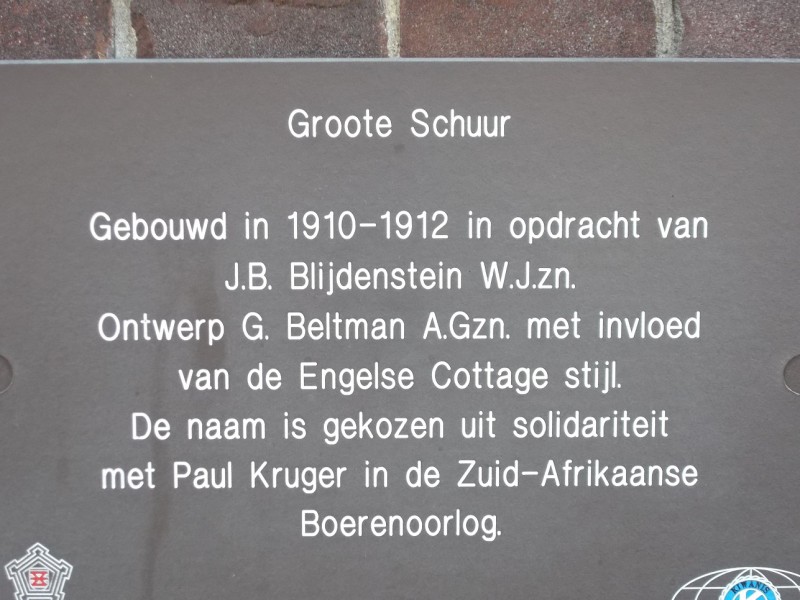 Groote Schuur
Gebouwd in 1910-1912 in opdracht van
J.B. Blijdenstein W.J.zn.
Ontwerp G. Beltman A.Gzn. met invloed
van de Engelse Cottage stijl.
De naam is gekozen uit solidariteit
met Paul Kruger in de Zuid-Afrikaanse
Boerenoorlog.
KIWANIS